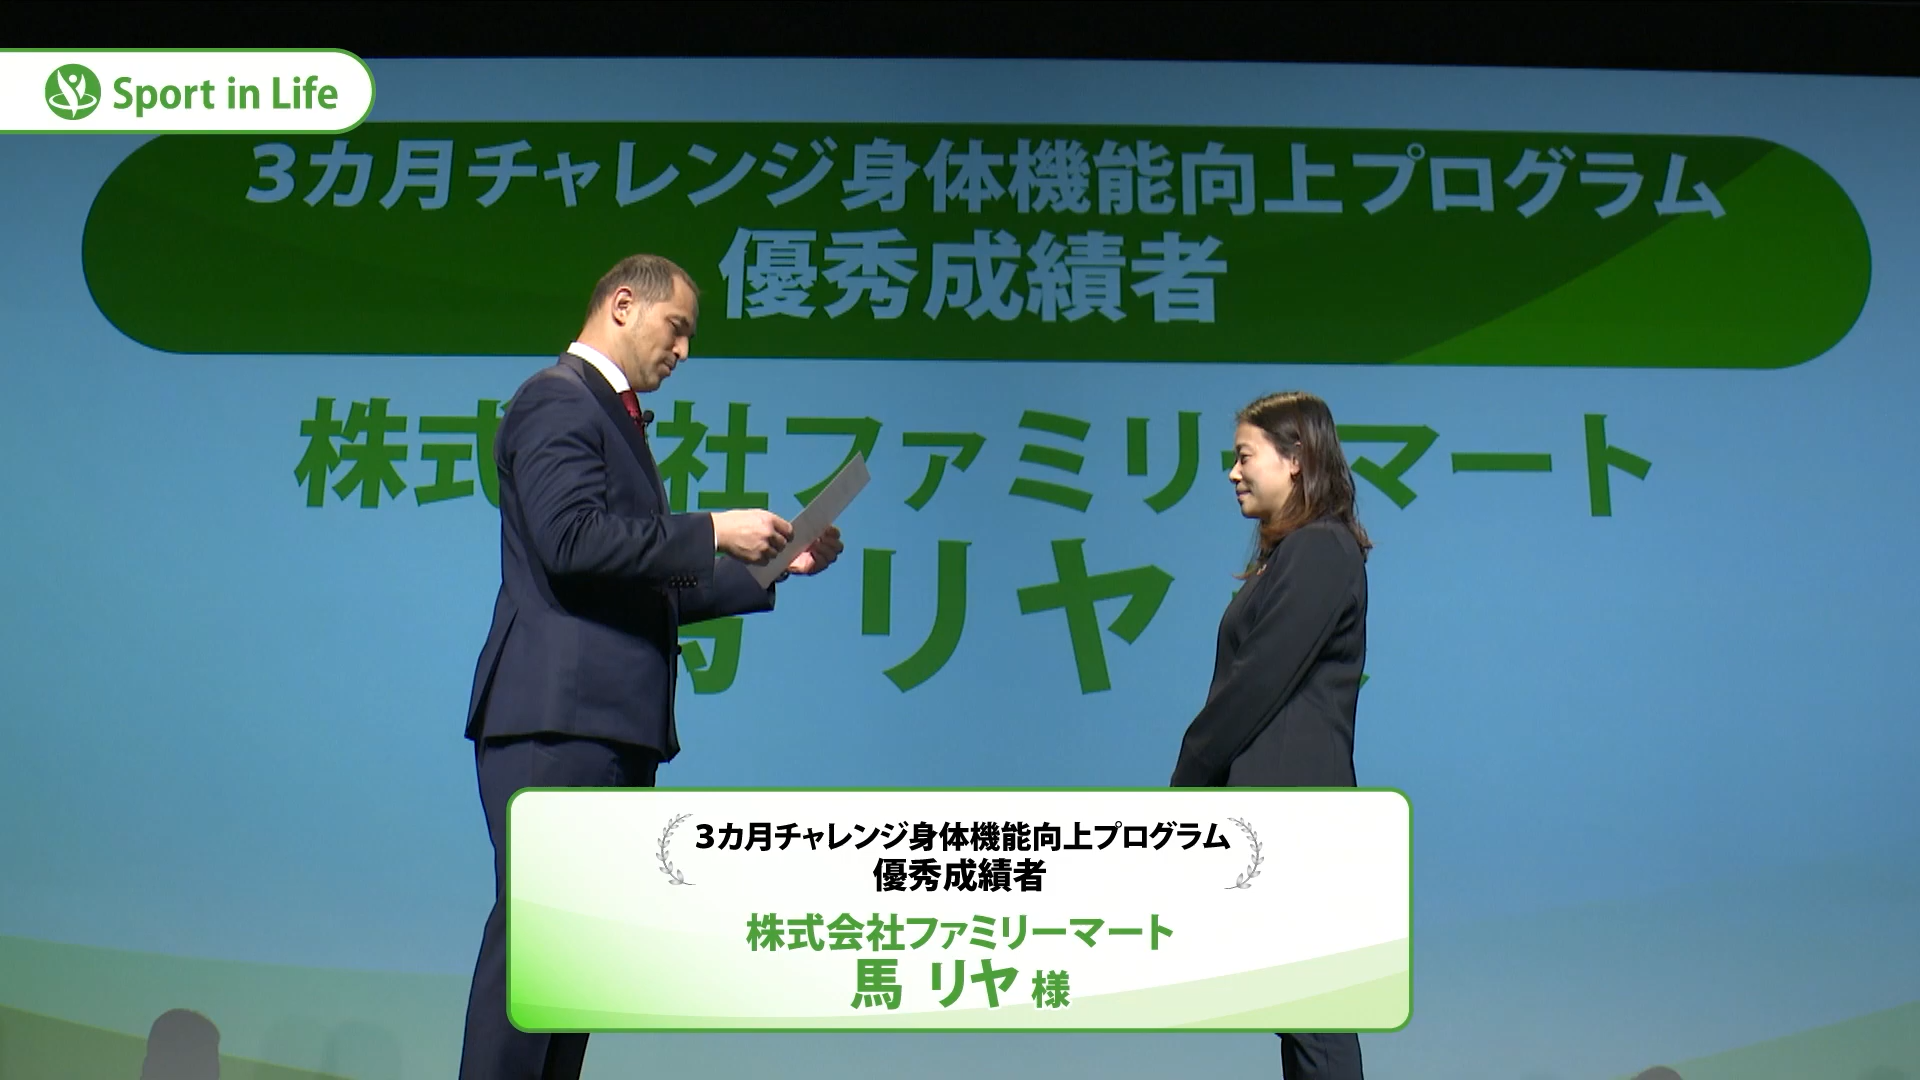 Sport in Life
3カ月チャレンジ身体機能向上プログラム
優秀成績者
株式 社ファミリーマート
リヤ
3カ月チャレンジ身体機能向上プログラム
優秀成績者
株式会社ファミリーマート
馬 リヤ 様